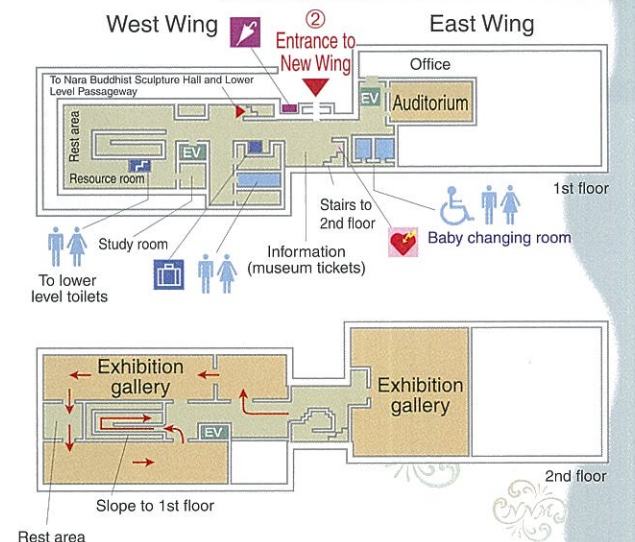 West Wing
②
Entrance to
New Wing
East Wing
Office
To Nara Buddhist Sculpture Hall and Lower
Level Passageway
EV
Auditorium
Rest area
EV
Resource room
1st floor
Stairs to
2nd floor
Study room
Information
(museum tickets)
Baby changing room
To lower
level toilets
Exhibition
gallery
Exhibition
gallery
EV
2nd floor
Slope to 1st floor
Rest area